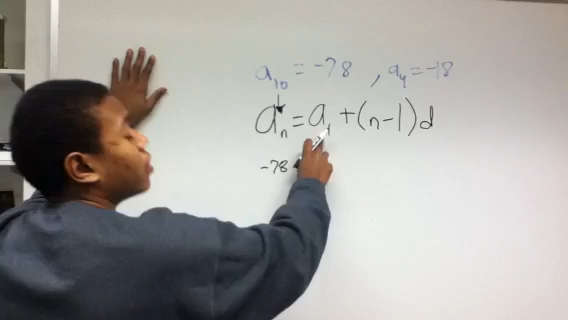 a₁₀ = -78 , a₄ = -18
aₙ = a₁ + (n-1)d
-78